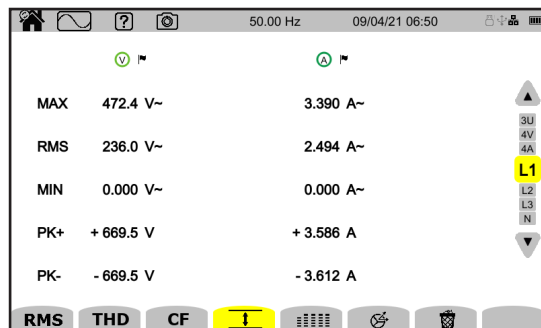 ? 50.00 Hz 09/04/21 06:50
V A
MAX 472.4 V~ 3.390 A~
3U
4V
RMS 236.0 V~ 2.494 A~
4A
L1
MIN 0.000 V~ 0.000 A~
L2
L3
N
PK+ + 669.5 V + 3.586 A
PK- - 669.5 V - 3.612 A
RMS THD CF